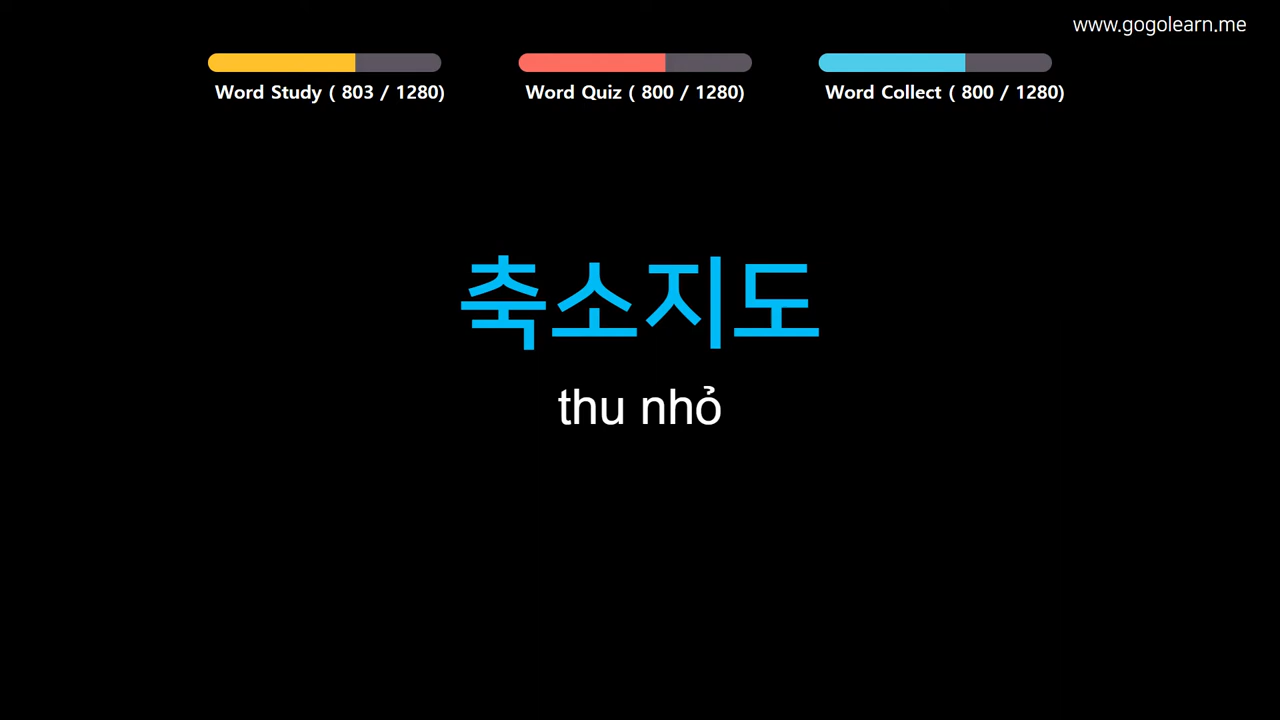 www.gogolearn.me
Word Study ( 803 / 1280)
Word Quiz ( 800 / 1280)
Word Collect ( 800 / 1280)
축소지도
thu nhỏ